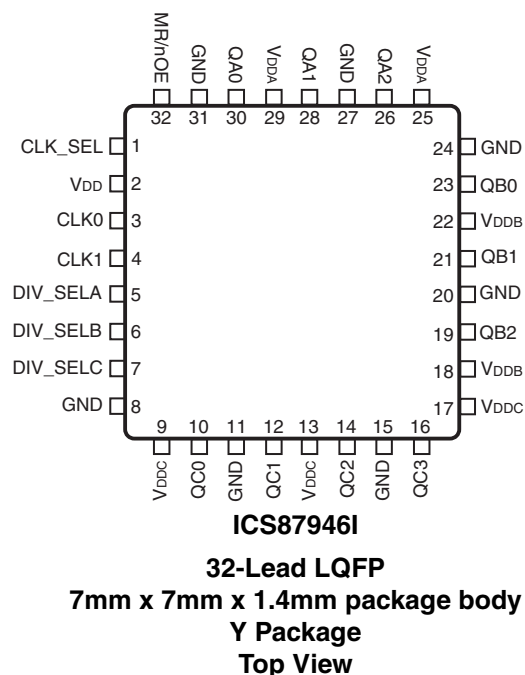 MR/nOE GND QA0 VDDA QA1 GND QA2 VDDA
32 31 30 29 28 27 26 25
CLK_SEL 1
VDD 2
CLK0 3
CLK1 4
DIV_SELA 5
DIV_SELB 6
DIV_SELC 7
GND 8
24 GND
23 QB0
22 VDDB
21 QB1
20 GND
19 QB2
18 VDDB
17 VDDC
9 10 11 12 13 14 15 16
VDDC QC0 GND QC1 VDDC QC2 GND QC3
ICS87946I
32-Lead LQFP
7mm x 7mm x 1.4mm package body
Y Package
Top View